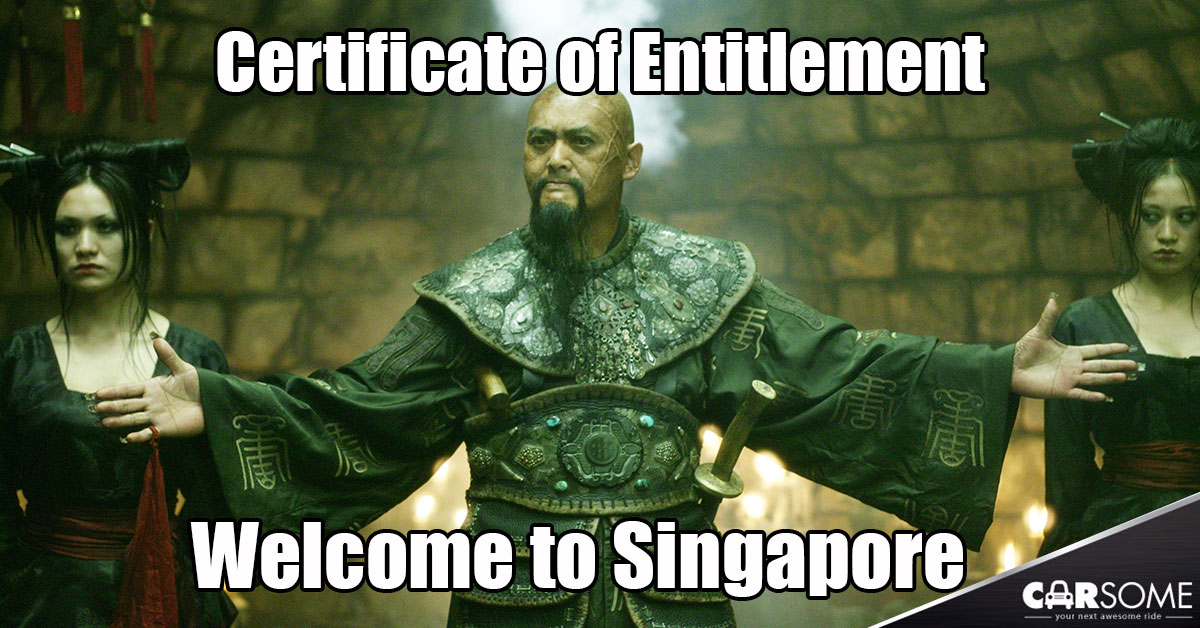 Certificate of Entitlement
Welcome to Singapore
CARSOME
your next awesome ride